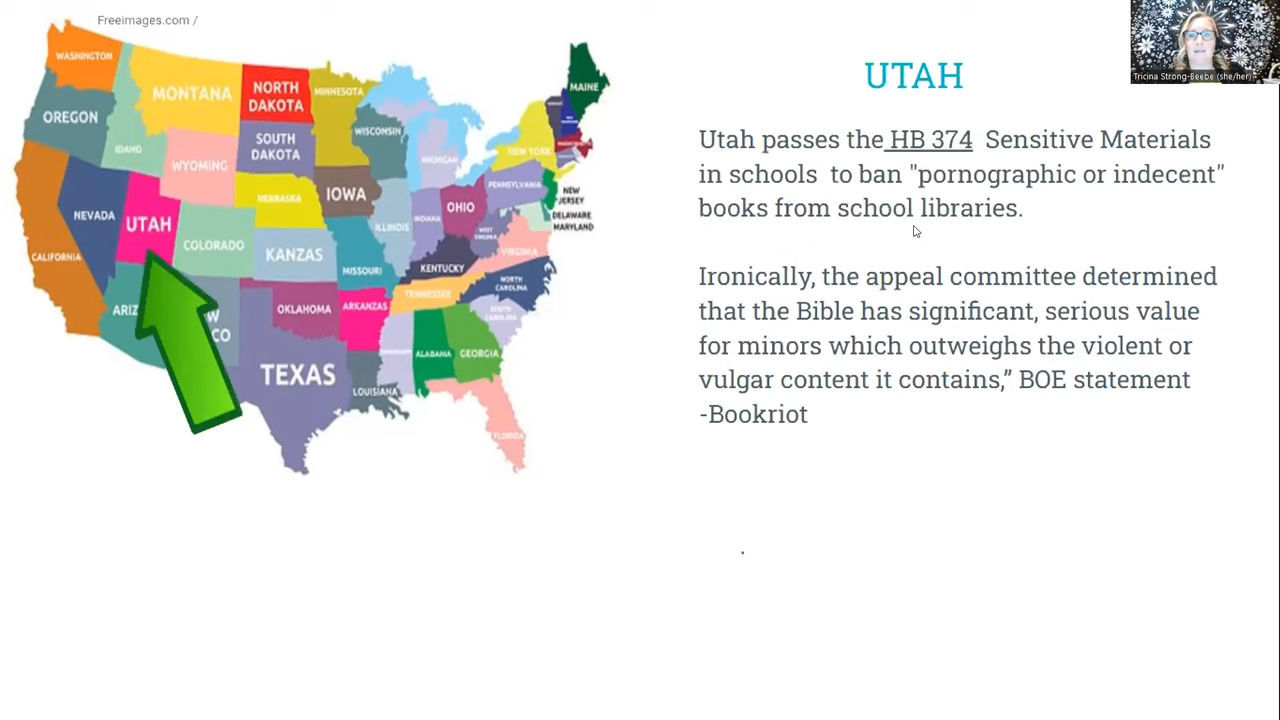 Freeimages.com /
Tricina Strong-Beebe (she/her)
UTAH
Utah passes the HB 374 Sensitive Materials
in schools to ban "pornographic or indecent"
books from school libraries.
Ironically, the appeal committee determined
that the Bible has significant, serious value
for minors which outweighs the violent or
vulgar content it contains,” BOE statement
-Bookriot
.
WASHINGTON
OREGON
IDAHO
MONTANA
WYOMING
NEVADA
UTAH
COLORADO
CALIFORNIA
ARIZ
W
CO
NORTH
DAKOTA
SOUTH
DAKOTA
NEBRASKA
KANZAS
OKLAHOMA
TEXAS
MINNESOTA
IOWA
MISSOURI
ARKANZAS
LOUISIANA
WISCONSIN
ILLINOIS
MICHIGAN
INDIANA
OHIO
KENTUCKY
TENNESSEE
ALABAMA
GEORGIA
FLORIDA
SOUTH
CAROLINA
NORTH
CAROLINA
VIRGINIA
WEST
VIRGINIA
PENNSYLVANIA
NEW YORK
MAINE
NEW
JERSEY
DELAWARE
MARYLAND